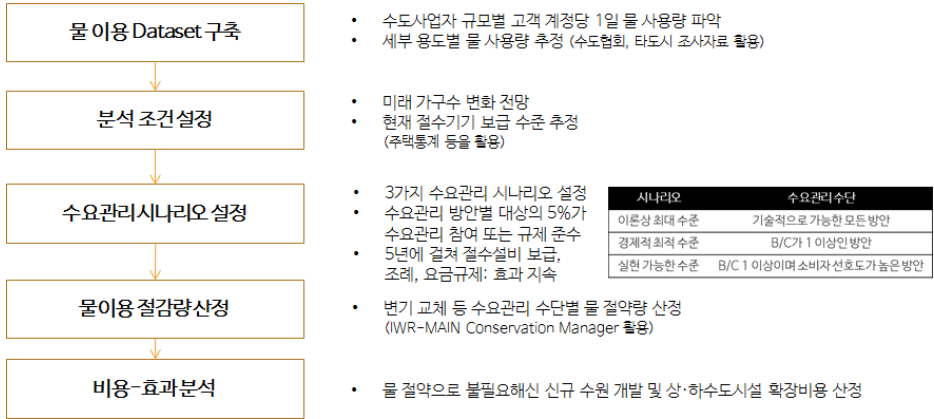 물 이용 Dataset 구축
• 수도사업자 규모별 고객 계정당 1일 물 사용량 파악
• 세부 용도별 물 사용량 추정 (수도협회, 타도시 조사자료 활용)
분석 조건 설정
• 미래 가구수 변화 전망
• 현재 절수기기 보급 수준 추정
(주택통계 등을 활용)
수요관리 시나리오 설정
• 3가지 수요관리 시나리오 설정
• 수요관리 방안별 대상의 5%가
수요관리 참여 또는 규제 준수
• 5년에 걸쳐 절수설비 보급,
조례, 요금규제: 효과 지속
시나리오 수요관리수단
이론상 최대 수준 기술적으로 가능한 모든 방안
경제적 최적 수준 B/C가 1 이상인 방안
실현 가능한 수준 B/C 1 이상이며 소비자 선호도가 높은 방안
물이용 절감량 산정
• 변기 교체 등 수요관리 수단별 물 절약량 산정
(IWR-MAIN Conservation Manager 활용)
비용-효과 분석
• 물 절약으로 불필요해신 신규 수원 개발 및 상·하수도시설 확장비용 산정